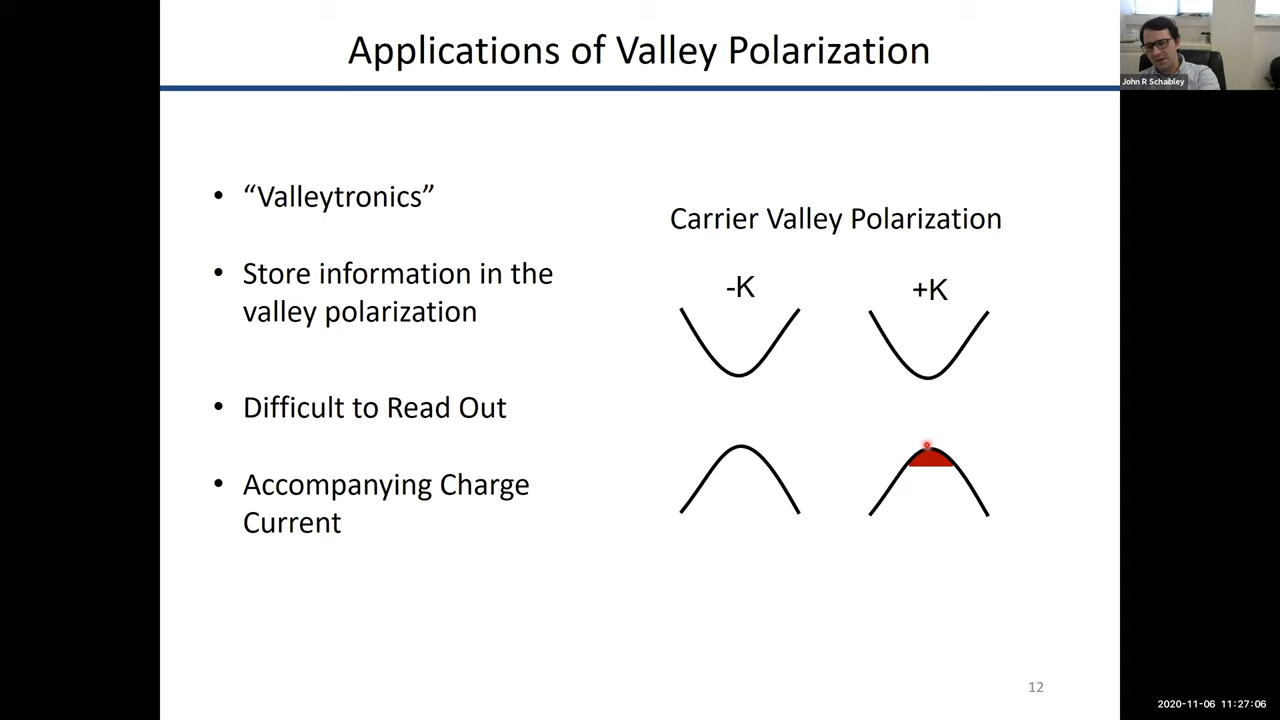 Applications of Valley Polarization
John R Schaibley
• “Valleytronics”
• Store information in the
valley polarization
• Difficult to Read Out
• Accompanying Charge
Current
Carrier Valley Polarization
-K
+K
12
2020-11-06 11:27:06